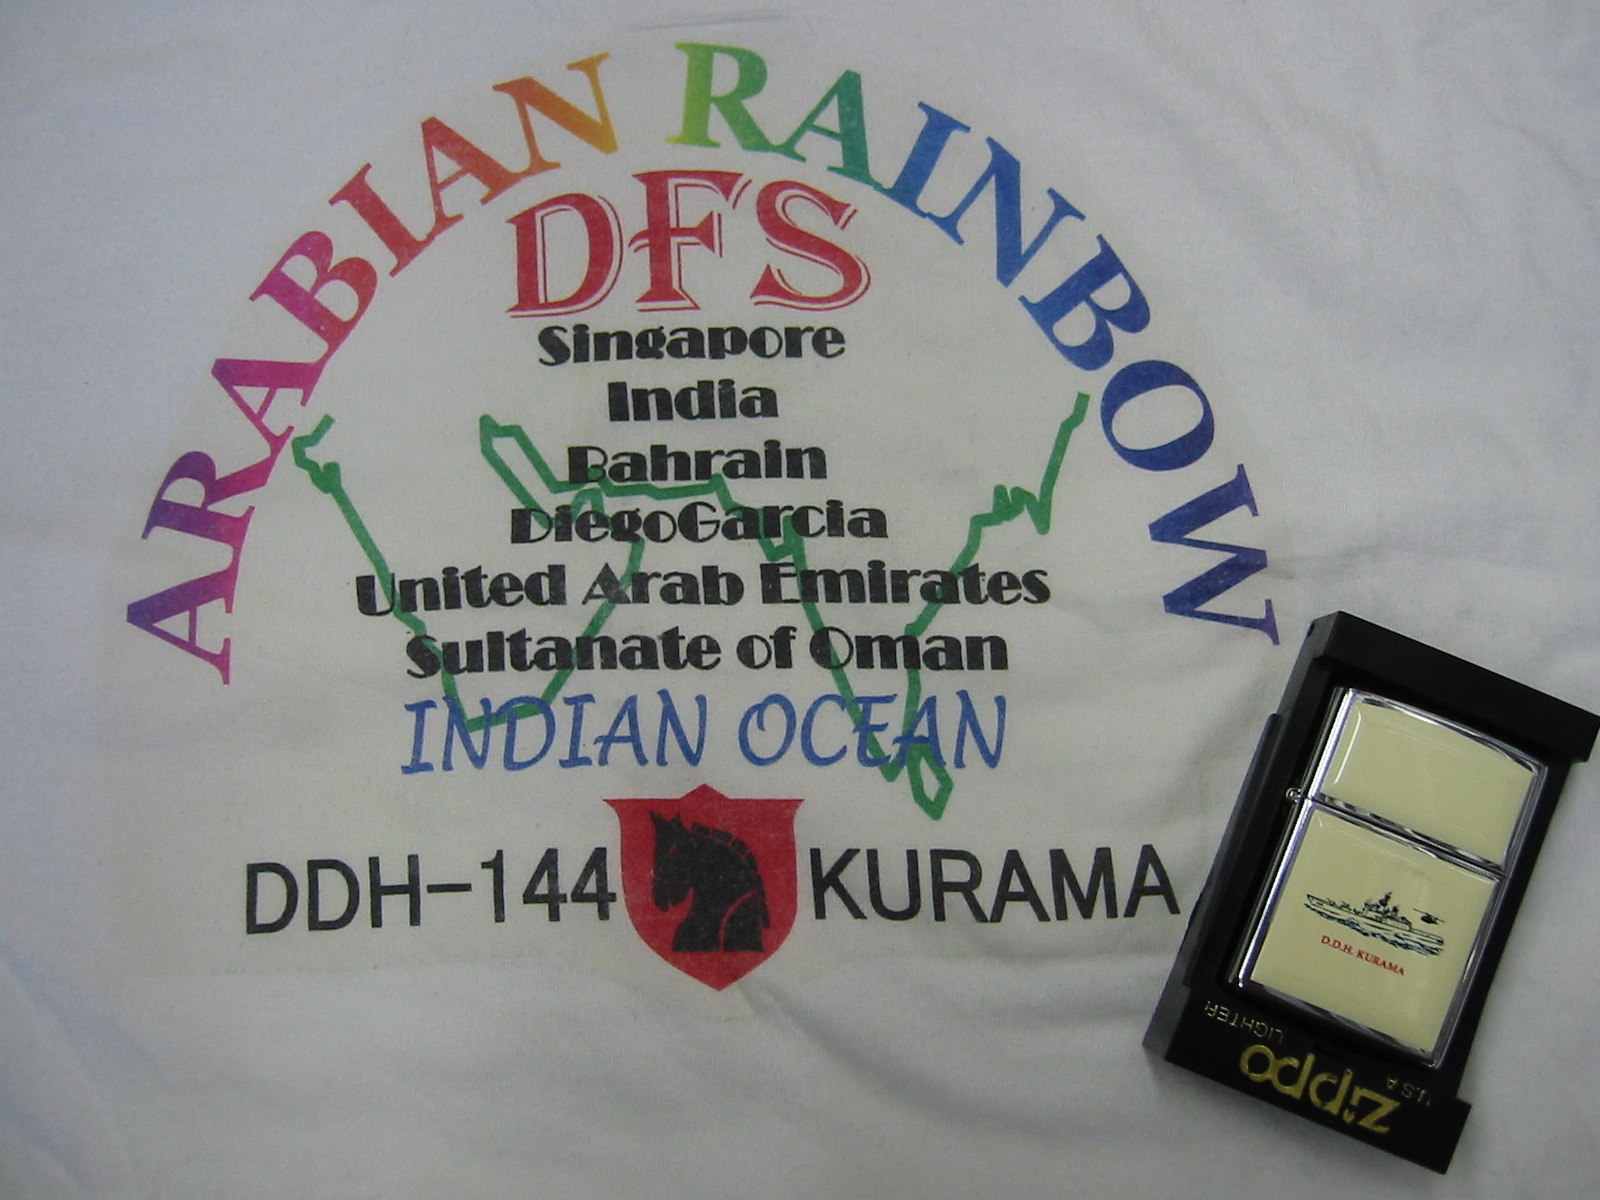 ARABIAN RAINBOW
DFS
Singapore
India
Bahrain
DiegoGarcia
United Arab Emirates
Sultanate of Oman
INDIAN OCEAN
DDH-144 KURAMA
D.D.H. KURAMA
Zippo
LIGHTER
U.S.A